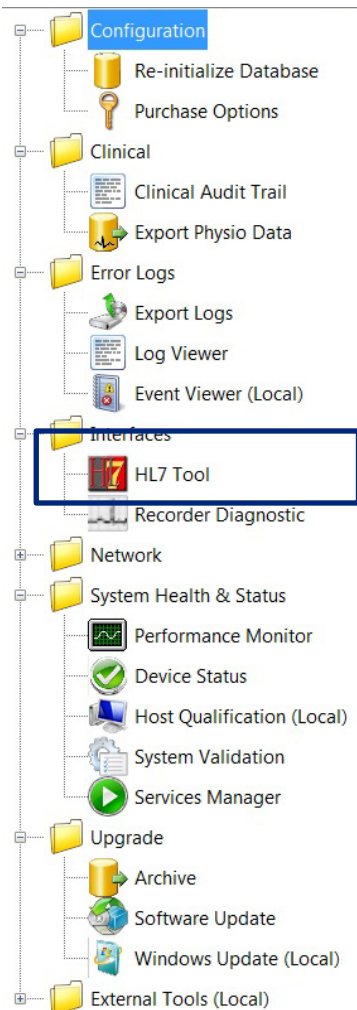 Configuration
Re-initialize Database
Purchase Options
Clinical
Clinical Audit Trail
Export Physio Data
Error Logs
Export Logs
Log Viewer
Event Viewer (Local)
Interfaces
HL7 Tool
Recorder Diagnostic
Network
System Health & Status
Performance Monitor
Device Status
Host Qualification (Local)
System Validation
Services Manager
Upgrade
Archive
Software Update
Windows Update (Local)
External Tools (Local)